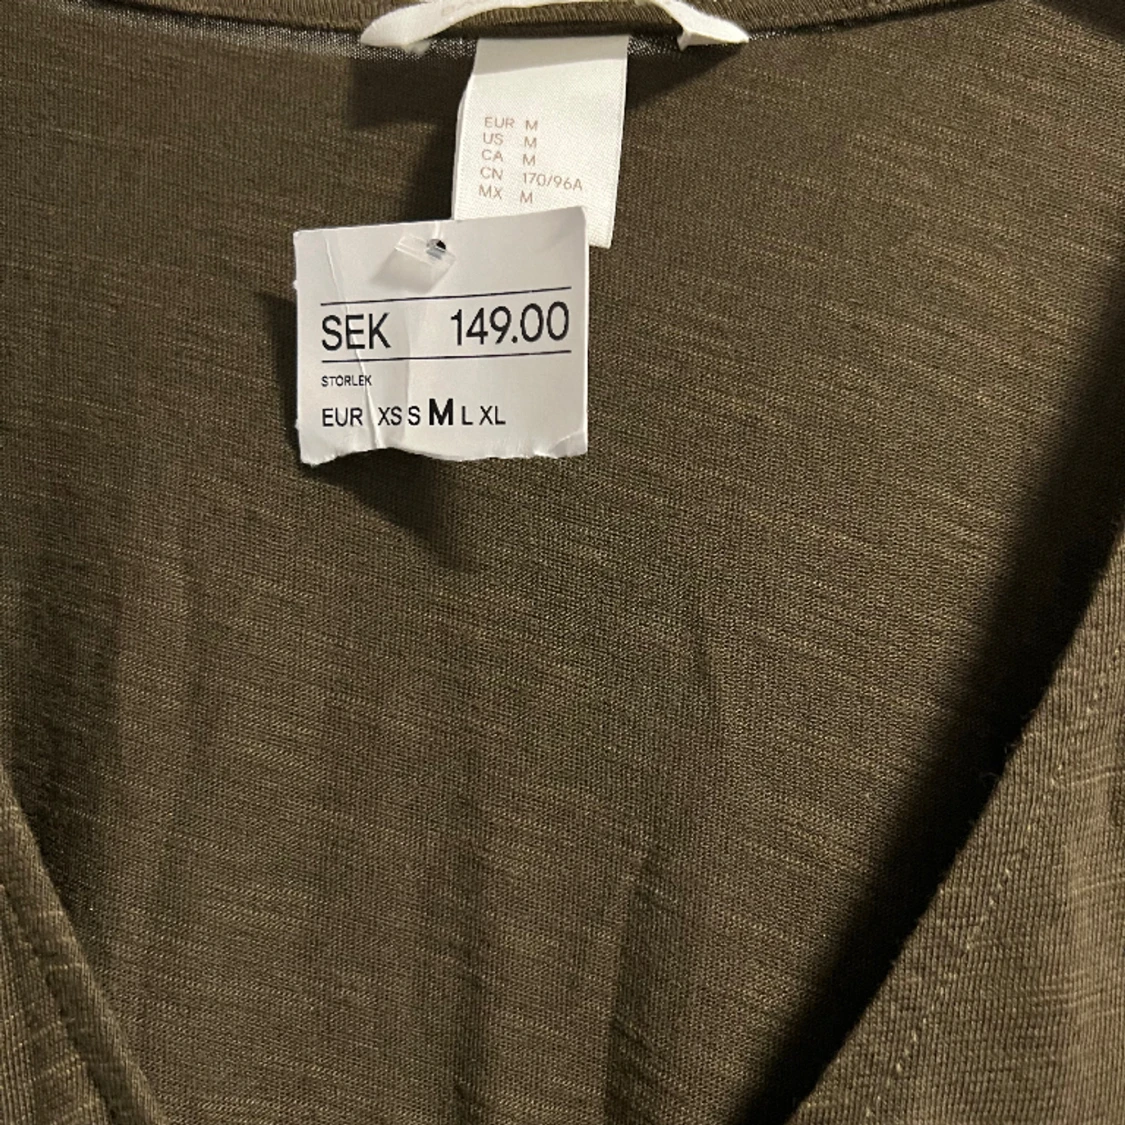 EUR M
US M
CA M
CN 170/96A
MX M
SEK 149.00
STORLEK
EUR XS S M L XL